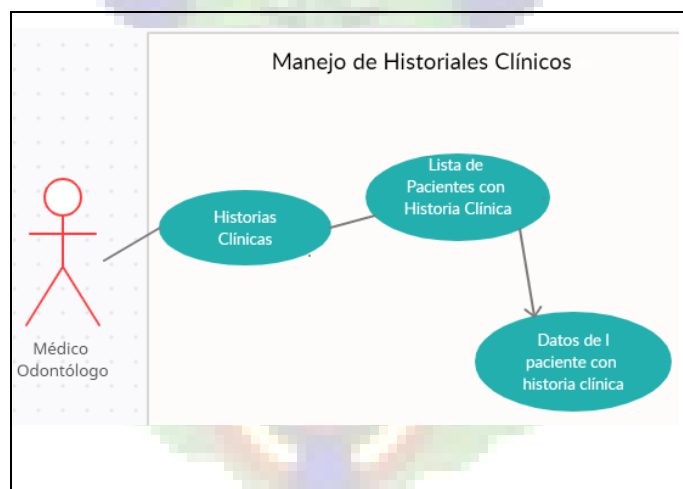 Manejo de Historiales Clínicos
Lista de
Pacientes con
Historia Clínica
Historias
Clínicas
Médico
Odontólogo
Datos de l
paciente con
historia clínica